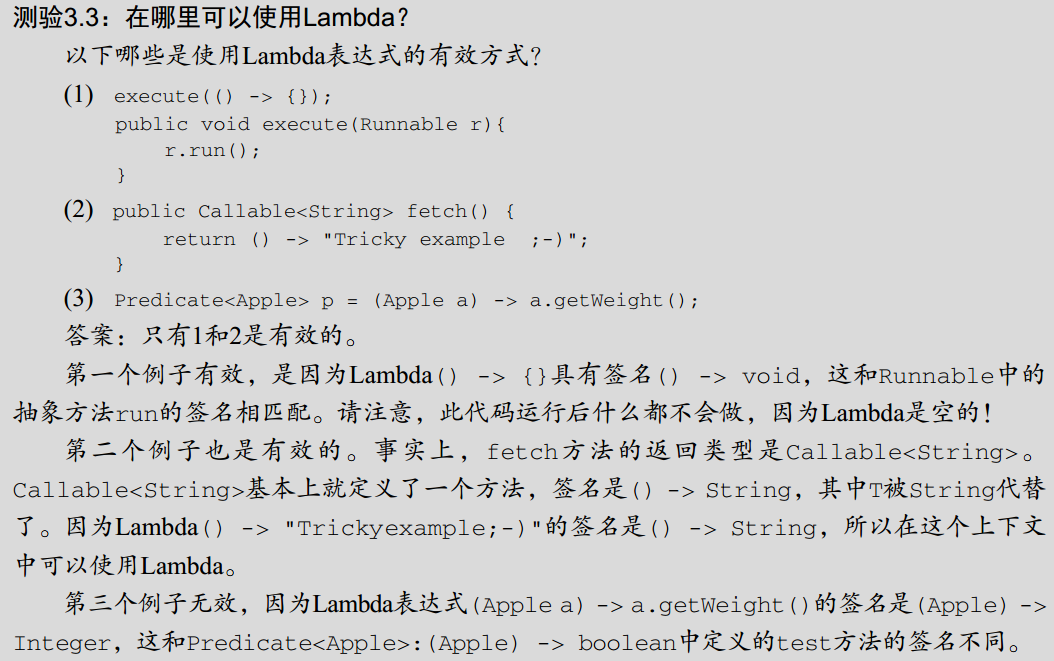 测验3.3：在哪里可以使用Lambda？
以下哪些是使用Lambda表达式的有效方式？
(1) execute(() -> {});
public void execute(Runnable r){
r.run();
}
(2) public Callable<String> fetch() {
return () -> "Tricky example ;-)";
}
(3) Predicate<Apple> p = (Apple a) -> a.getWeight();
答案：只有1和2是有效的。
第一个例子有效，是因为Lambda() -> {}具有签名() -> void，这和Runnable中的
抽象方法run的签名相匹配。请注意，此代码运行后什么都不会做，因为Lambda是空的！
第二个例子也是有效的。事实上，fetch方法的返回类型是Callable<String>。
Callable<String>基本上就定义了一个方法，签名是() -> String，其中T被String代替
了。因为Lambda() -> "Trickyexample;-)"的签名是() -> String，所以在这个上下文
中可以使用Lambda。
第三个例子无效，因为Lambda表达式(Apple a) -> a.getWeight()的签名是(Apple) ->
Integer，这和Predicate<Apple>:(Apple) -> boolean中定义的test方法的签名不同。